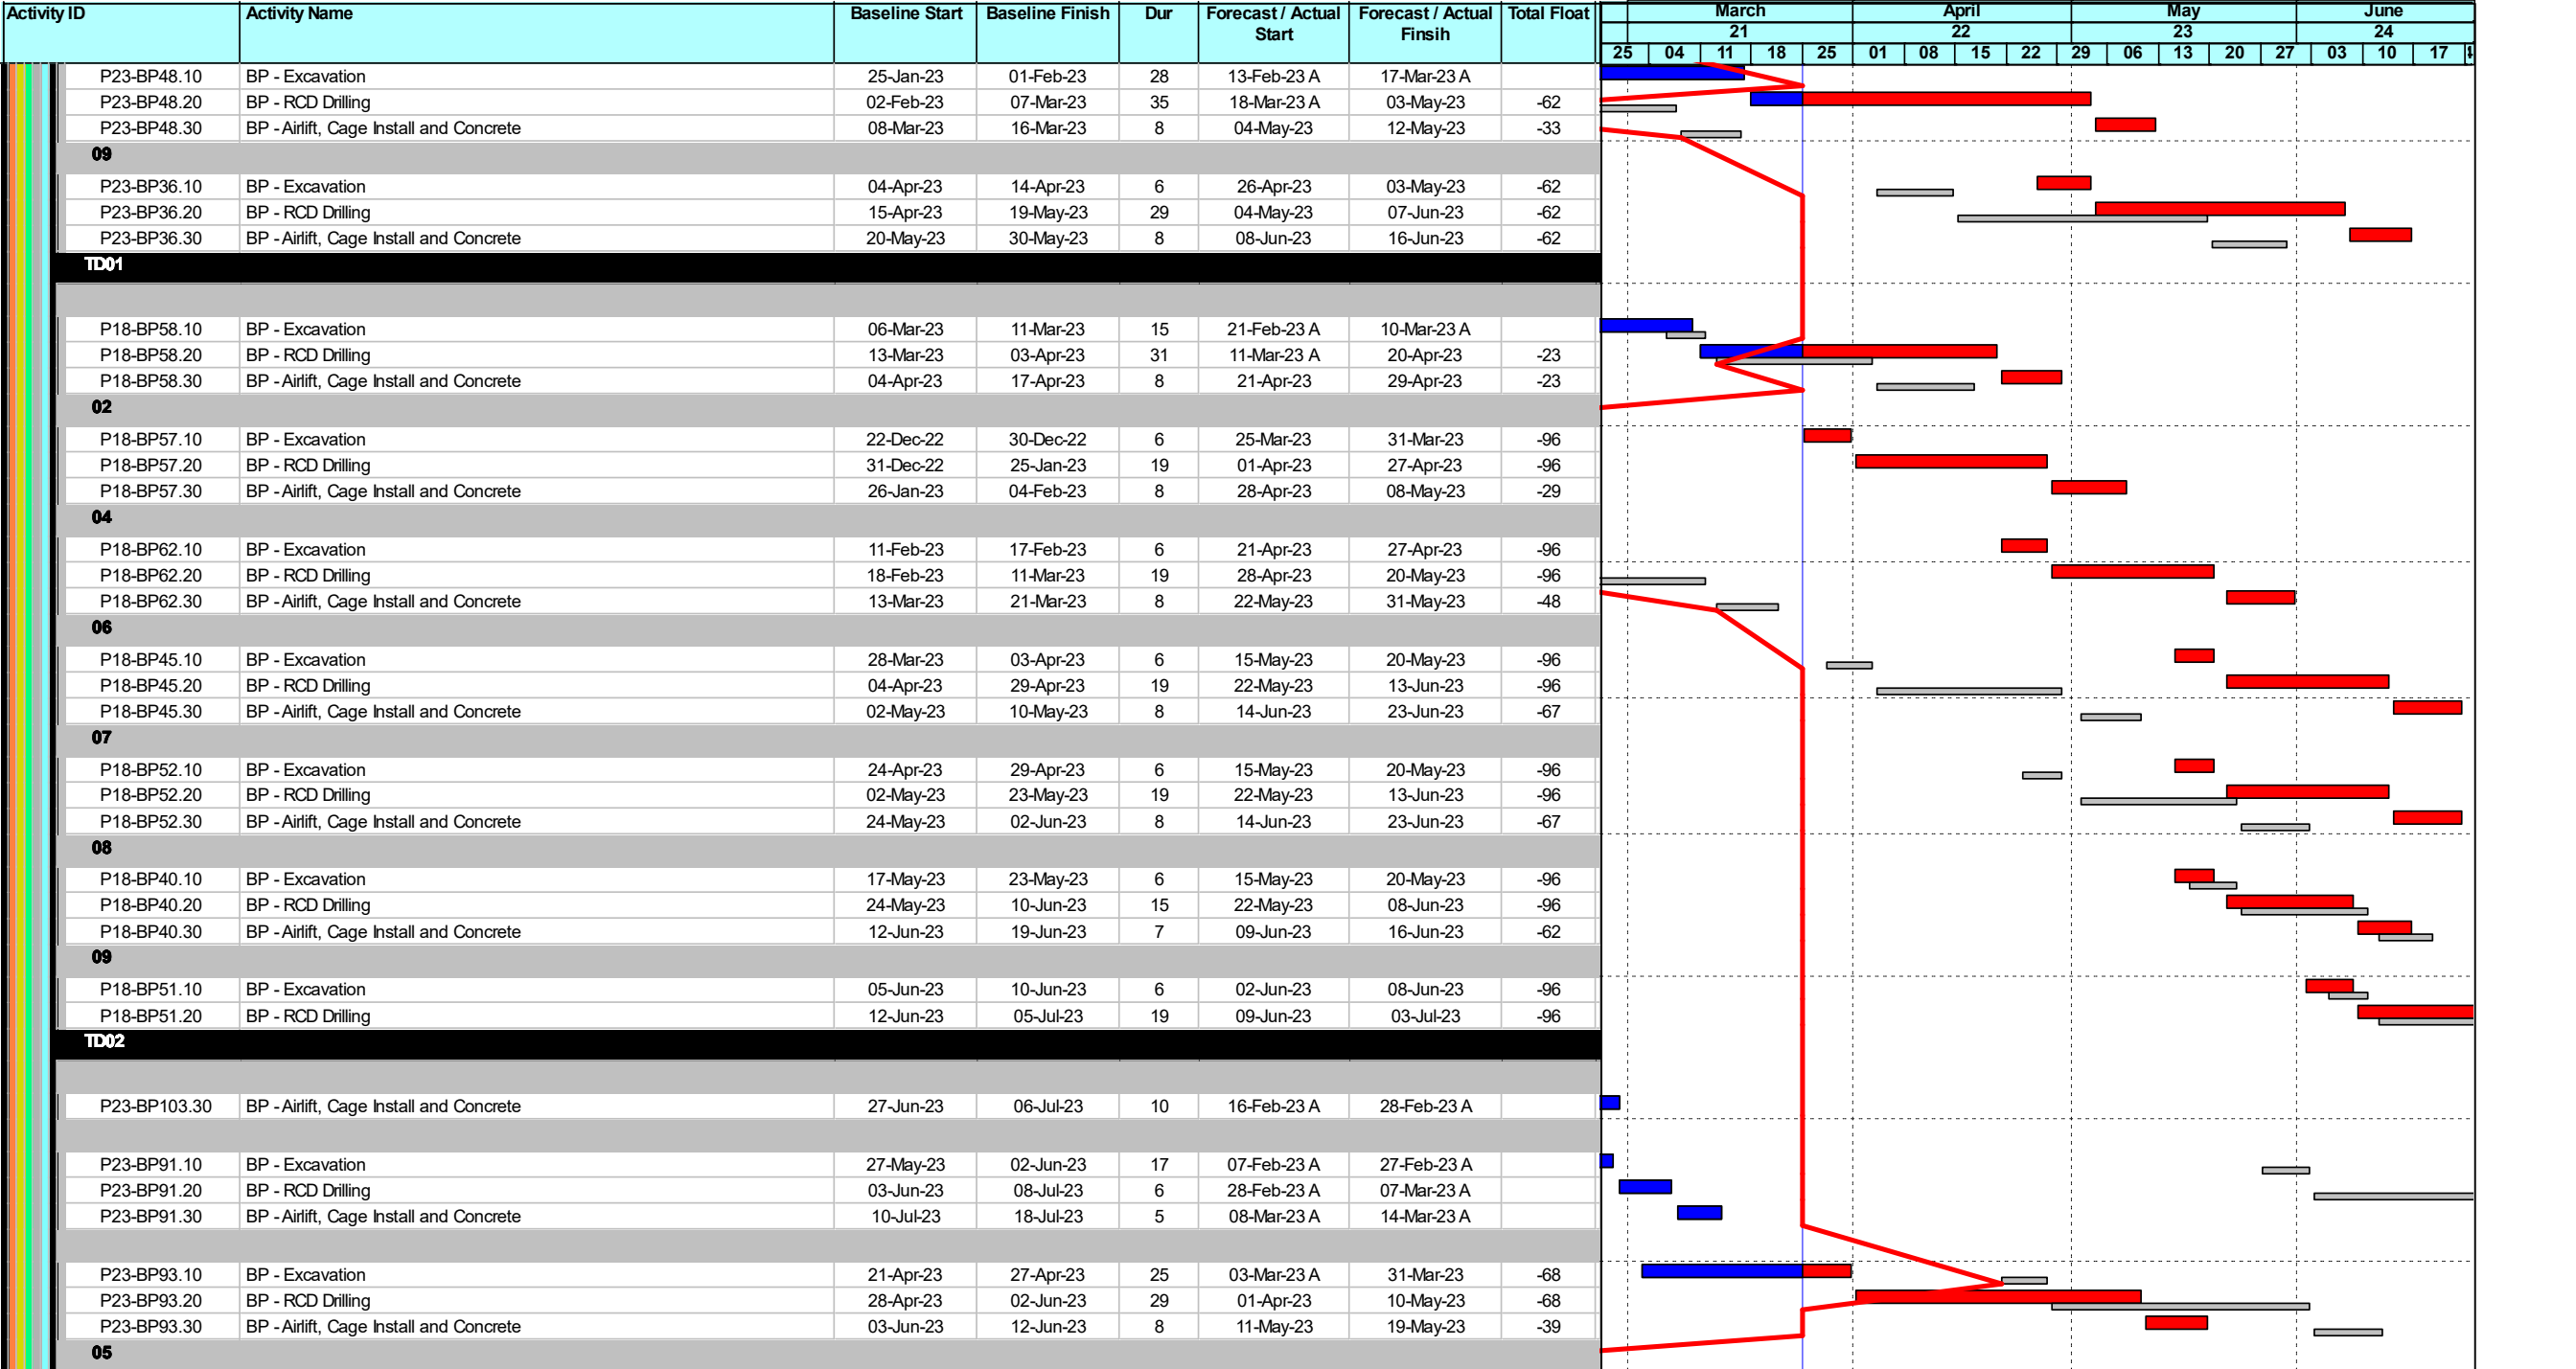 Activity ID Activity Name Baseline Start Baseline Finish Dur Forecast / Actual Start Forecast / Actual Finsih Total Float
March April May June
21 22 23 24
25 04 11 18 25 01 08 15 22 29 06 13 20 27 03 10 17
P23-BP48.10 BP - Excavation 25-Jan-23 01-Feb-23 28 13-Feb-23 A 17-Mar-23 A
P23-BP48.20 BP - RCD Drilling 02-Feb-23 07-Mar-23 35 18-Mar-23 A 03-May-23 -62
P23-BP48.30 BP - Airlift, Cage Install and Concrete 08-Mar-23 16-Mar-23 8 04-May-23 12-May-23 -33
09
P23-BP36.10 BP - Excavation 04-Apr-23 14-Apr-23 6 26-Apr-23 03-May-23 -62
P23-BP36.20 BP - RCD Drilling 15-Apr-23 19-May-23 29 04-May-23 07-Jun-23 -62
P23-BP36.30 BP - Airlift, Cage Install and Concrete 20-May-23 30-May-23 8 08-Jun-23 16-Jun-23 -62
TD01
P18-BP58.10 BP - Excavation 06-Mar-23 11-Mar-23 15 21-Feb-23 A 10-Mar-23 A
P18-BP58.20 BP - RCD Drilling 13-Mar-23 03-Apr-23 31 11-Mar-23 A 20-Apr-23 -23
P18-BP58.30 BP - Airlift, Cage Install and Concrete 04-Apr-23 17-Apr-23 8 21-Apr-23 29-Apr-23 -23
02
P18-BP57.10 BP - Excavation 22-Dec-22 30-Dec-22 6 25-Mar-23 31-Mar-23 -96
P18-BP57.20 BP - RCD Drilling 31-Dec-22 25-Jan-23 19 01-Apr-23 27-Apr-23 -96
P18-BP57.30 BP - Airlift, Cage Install and Concrete 26-Jan-23 04-Feb-23 8 28-Apr-23 08-May-23 -29
04
P18-BP62.10 BP - Excavation 11-Feb-23 17-Feb-23 6 21-Apr-23 27-Apr-23 -96
P18-BP62.20 BP - RCD Drilling 18-Feb-23 11-Mar-23 19 28-Apr-23 20-May-23 -96
P18-BP62.30 BP - Airlift, Cage Install and Concrete 13-Mar-23 21-Mar-23 8 22-May-23 31-May-23 -48
06
P18-BP45.10 BP - Excavation 28-Mar-23 03-Apr-23 6 15-May-23 20-May-23 -96
P18-BP45.20 BP - RCD Drilling 04-Apr-23 29-Apr-23 19 22-May-23 13-Jun-23 -96
P18-BP45.30 BP - Airlift, Cage Install and Concrete 02-May-23 10-May-23 8 14-Jun-23 23-Jun-23 -67
07
P18-BP52.10 BP - Excavation 24-Apr-23 29-Apr-23 6 15-May-23 20-May-23 -96
P18-BP52.20 BP - RCD Drilling 02-May-23 23-May-23 19 22-May-23 13-Jun-23 -96
P18-BP52.30 BP - Airlift, Cage Install and Concrete 24-May-23 02-Jun-23 8 14-Jun-23 23-Jun-23 -67
08
P18-BP40.10 BP - Excavation 17-May-23 23-May-23 6 15-May-23 20-May-23 -96
P18-BP40.20 BP - RCD Drilling 24-May-23 10-Jun-23 15 22-May-23 08-Jun-23 -96
P18-BP40.30 BP - Airlift, Cage Install and Concrete 12-Jun-23 19-Jun-23 7 09-Jun-23 16-Jun-23 -62
09
P18-BP51.10 BP - Excavation 05-Jun-23 10-Jun-23 6 02-Jun-23 08-Jun-23 -96
P18-BP51.20 BP - RCD Drilling 12-Jun-23 05-Jul-23 19 09-Jun-23 03-Jul-23 -96
TD02
P23-BP103.30 BP - Airlift, Cage Install and Concrete 27-Jun-23 06-Jul-23 10 16-Feb-23 A 28-Feb-23 A
P23-BP91.10 BP - Excavation 27-May-23 02-Jun-23 17 07-Feb-23 A 27-Feb-23 A
P23-BP91.20 BP - RCD Drilling 03-Jun-23 08-Jul-23 6 28-Feb-23 A 07-Mar-23 A
P23-BP91.30 BP - Airlift, Cage Install and Concrete 10-Jul-23 18-Jul-23 5 08-Mar-23 A 14-Mar-23 A
P23-BP93.10 BP - Excavation 21-Apr-23 27-Apr-23 25 03-Mar-23 A 31-Mar-23 -68
P23-BP93.20 BP - RCD Drilling 28-Apr-23 02-Jun-23 29 01-Apr-23 10-May-23 -68
P23-BP93.30 BP - Airlift, Cage Install and Concrete 03-Jun-23 12-Jun-23 8 11-May-23 19-May-23 -39
05